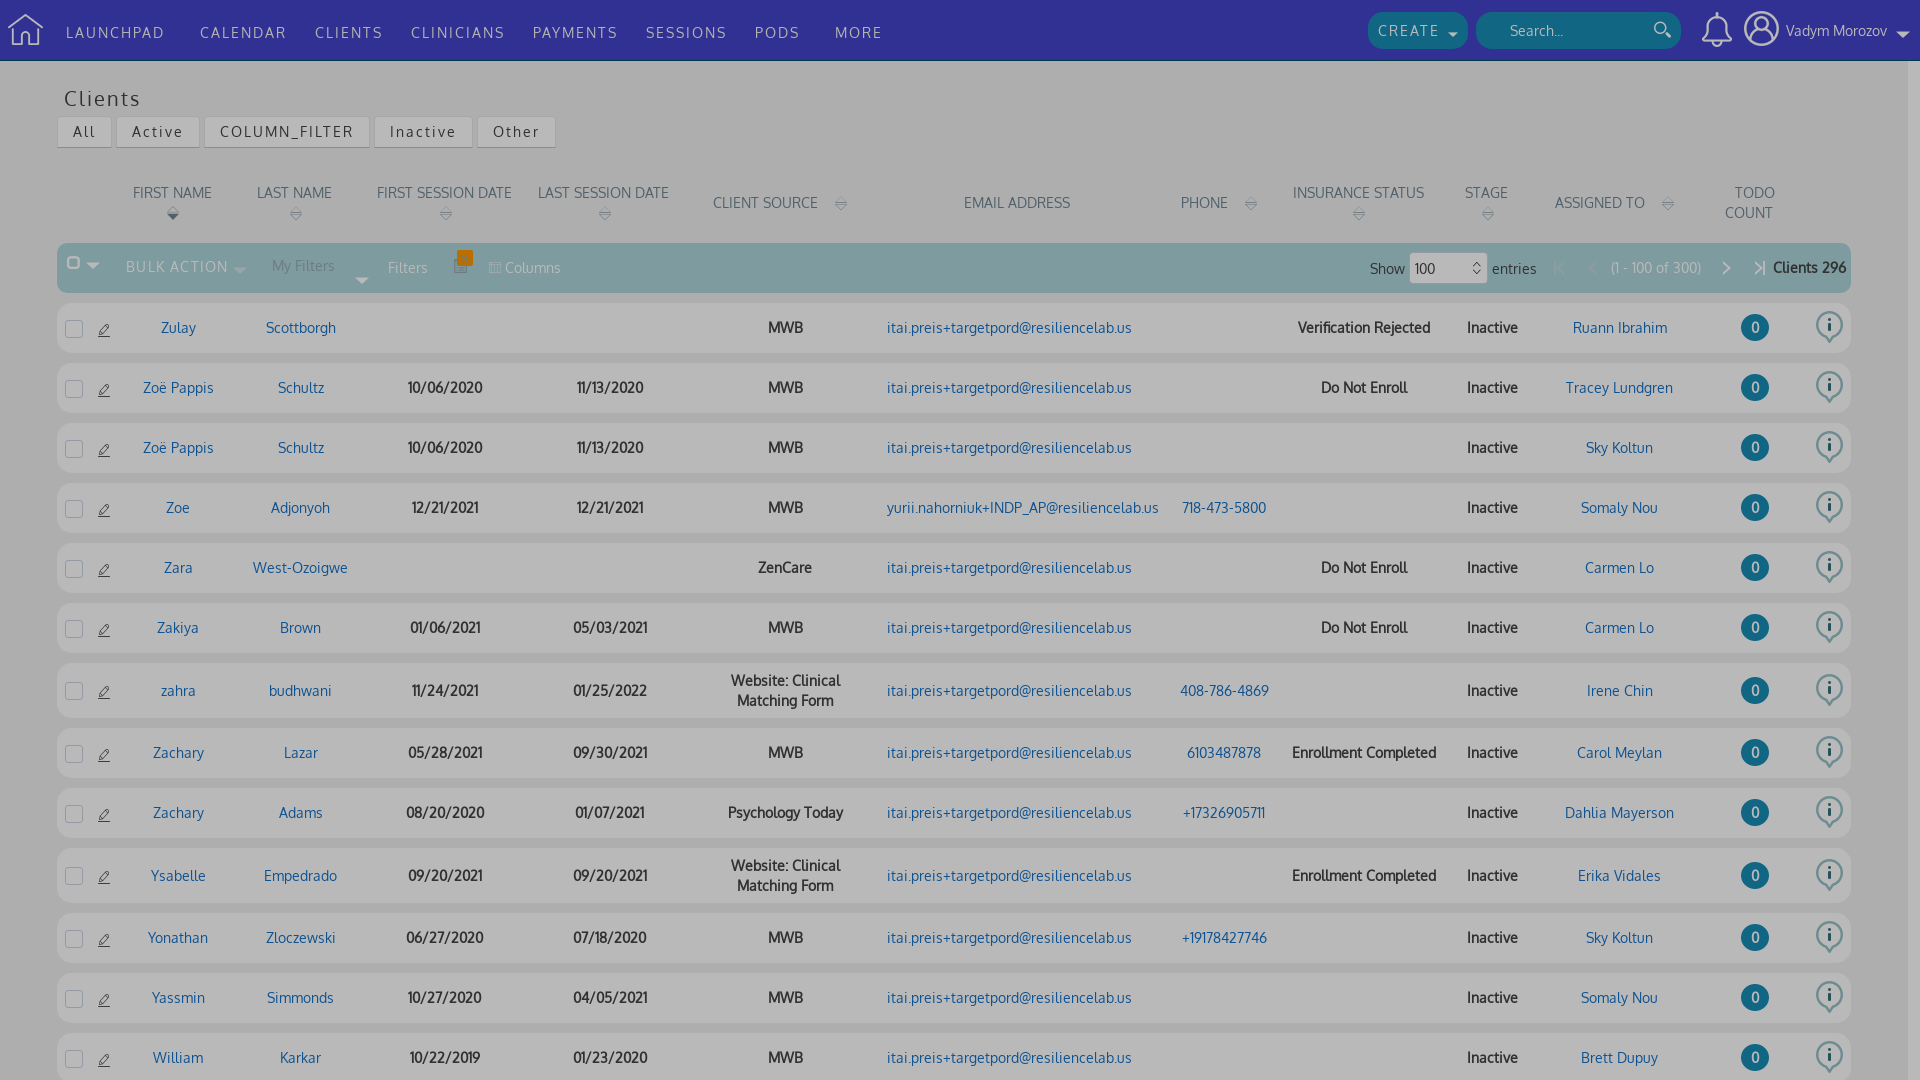 LAUNCHPAD CALENDAR CLIENTS CLINICIANS PAYMENTS SESSIONS PODS MORE CREATE Search... Vadym Morozov
Clients
All Active COLUMN_FILTER Inactive Other
FIRST NAME LAST NAME FIRST SESSION DATE LAST SESSION DATE CLIENT SOURCE EMAIL ADDRESS PHONE INSURANCE STATUS STAGE ASSIGNED TO TODO COUNT
BULK ACTION My Filters Filters Columns Show 100 entries (1 - 100 of 300) Clients 296
Zulay Scottborgh MWB itai.preis+targetpord@resiliencelab.us Verification Rejected Inactive Ruann Ibrahim 0
Zoë Pappis Schultz 10/06/2020 11/13/2020 MWB itai.preis+targetpord@resiliencelab.us Do Not Enroll Inactive Tracey Lundgren 0
Zoë Pappis Schultz 10/06/2020 11/13/2020 MWB itai.preis+targetpord@resiliencelab.us Inactive Sky Koltun 0
Zoe Adjonyoh 12/21/2021 12/21/2021 MWB yurii.nahorniuk+INDP_AP@resiliencelab.us 718-473-5800 Inactive Somaly Nou 0
Zara West-Ozoigwe ZenCare itai.preis+targetpord@resiliencelab.us Do Not Enroll Inactive Carmen Lo 0
Zakiya Brown 01/06/2021 05/03/2021 MWB itai.preis+targetpord@resiliencelab.us Do Not Enroll Inactive Carmen Lo 0
zahra budhwani 11/24/2021 01/25/2022 Website: Clinical Matching Form itai.preis+targetpord@resiliencelab.us 408-786-4869 Inactive Irene Chin 0
Zachary Lazar 05/28/2021 09/30/2021 MWB itai.preis+targetpord@resiliencelab.us 6103487878 Enrollment Completed Inactive Carol Meylan 0
Zachary Adams 08/20/2020 01/07/2021 Psychology Today itai.preis+targetpord@resiliencelab.us +17326905711 Inactive Dahlia Mayerson 0
Ysabelle Empedrado 09/20/2021 09/20/2021 Website: Clinical Matching Form itai.preis+targetpord@resiliencelab.us Enrollment Completed Inactive Erika Vidales 0
Yonathan Zloczewski 06/27/2020 07/18/2020 MWB itai.preis+targetpord@resiliencelab.us +19178427746 Inactive Sky Koltun 0
Yassmin Simmonds 10/27/2020 04/05/2021 MWB itai.preis+targetpord@resiliencelab.us Inactive Somaly Nou 0
William Karkar 10/22/2019 01/23/2020 MWB itai.preis+targetpord@resiliencelab.us Inactive Brett Dupuy 0